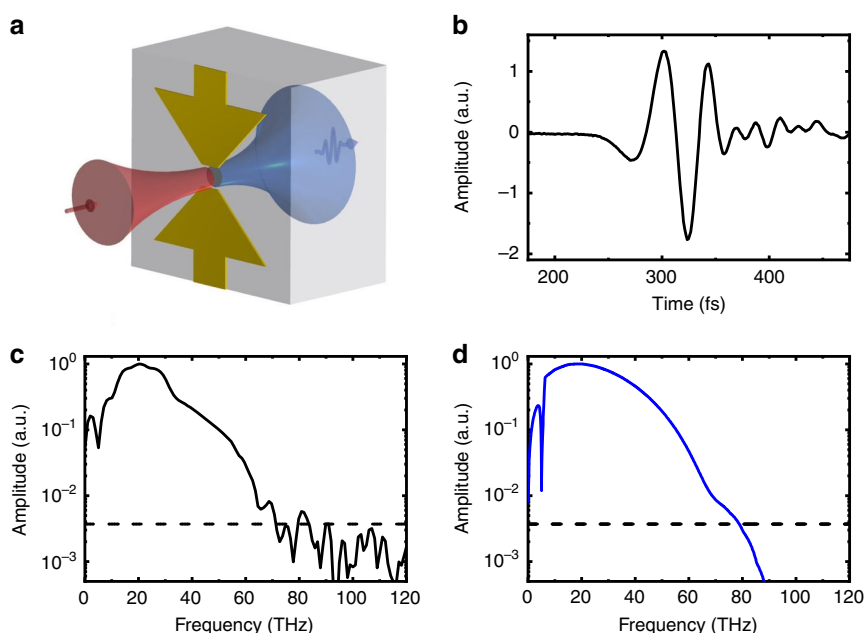 a
b
Amplitude (a.u.)
1
0
−1
−2
200
300
400
Time (fs)
c
Amplitude (a.u.)
10⁰
10⁻¹
10⁻²
10⁻³
0
20
40
60
80
100
120
Frequency (THz)
d
Amplitude (a.u.)
10⁰
10⁻¹
10⁻²
10⁻³
0
20
40
60
80
100
120
Frequency (THz)